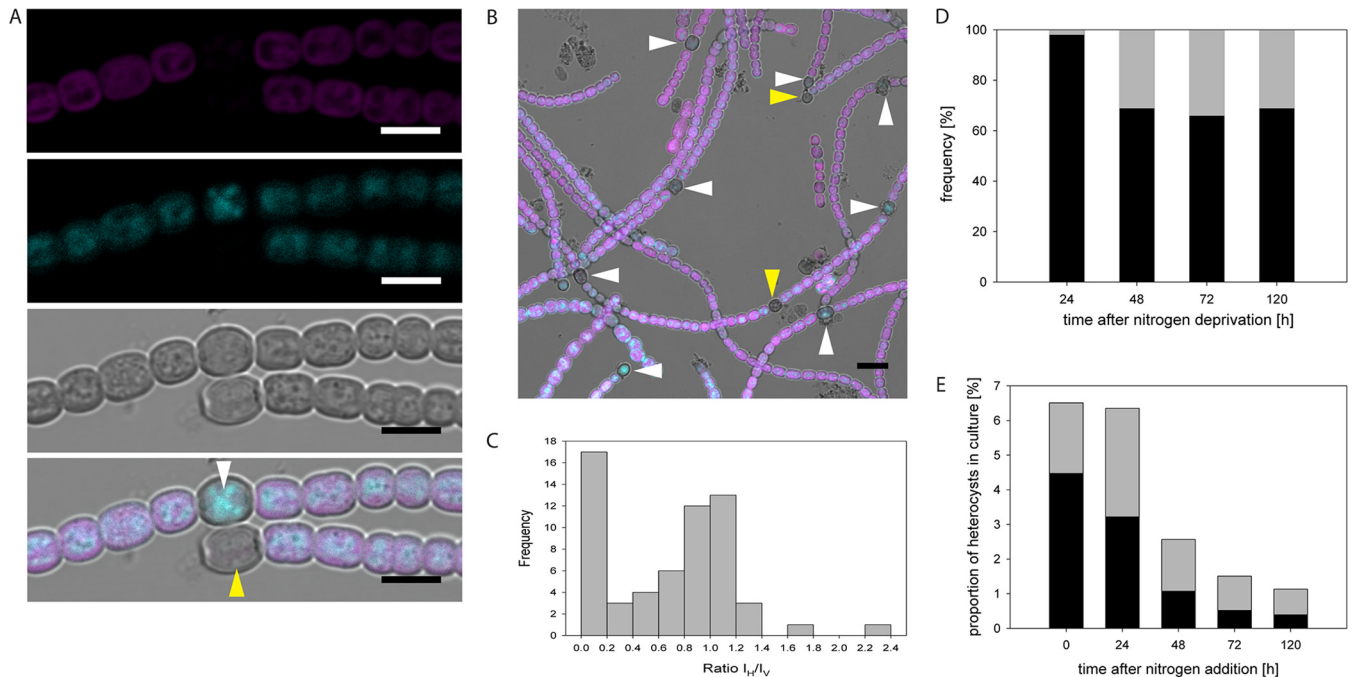 A
B
C
18
16
14
12
10
8
6
4
2
0
Frequency
0.0 0.2 0.4 0.6 0.8 1.0 1.2 1.4 1.6 1.8 2.0 2.2 2.4
Ratio I_H/I_V
D
100
80
60
40
20
0
frequency [%]
24 48 72 120
time after nitrogen deprivation [h]
E
7
6
5
4
3
2
1
0
proportion of heterocysts in culture [%]
0 24 48 72 120
time after nitrogen addition [h]